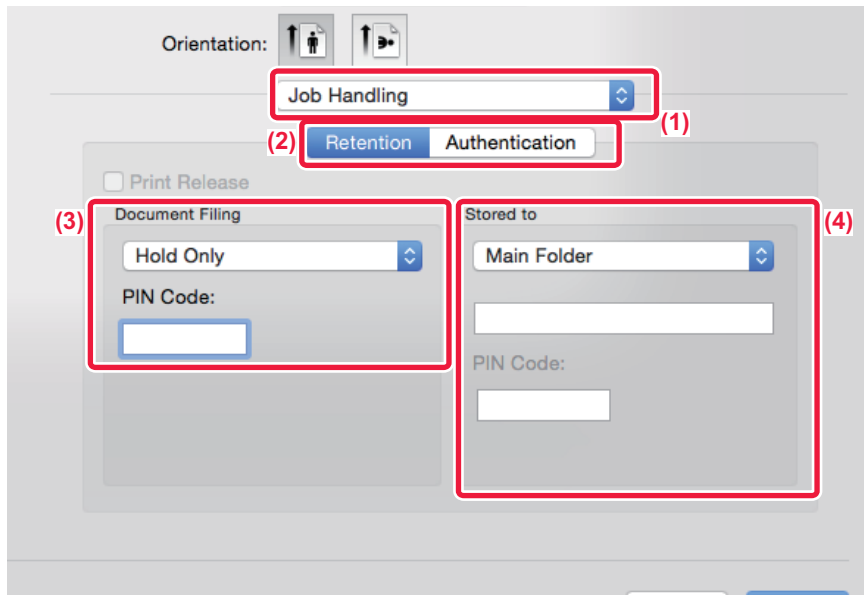 Orientation:
Job Handling
(1)
(2) Retention Authentication
Print Release
(3) Document Filing Stored to (4)
Hold Only Main Folder
PIN Code:
PIN Code: